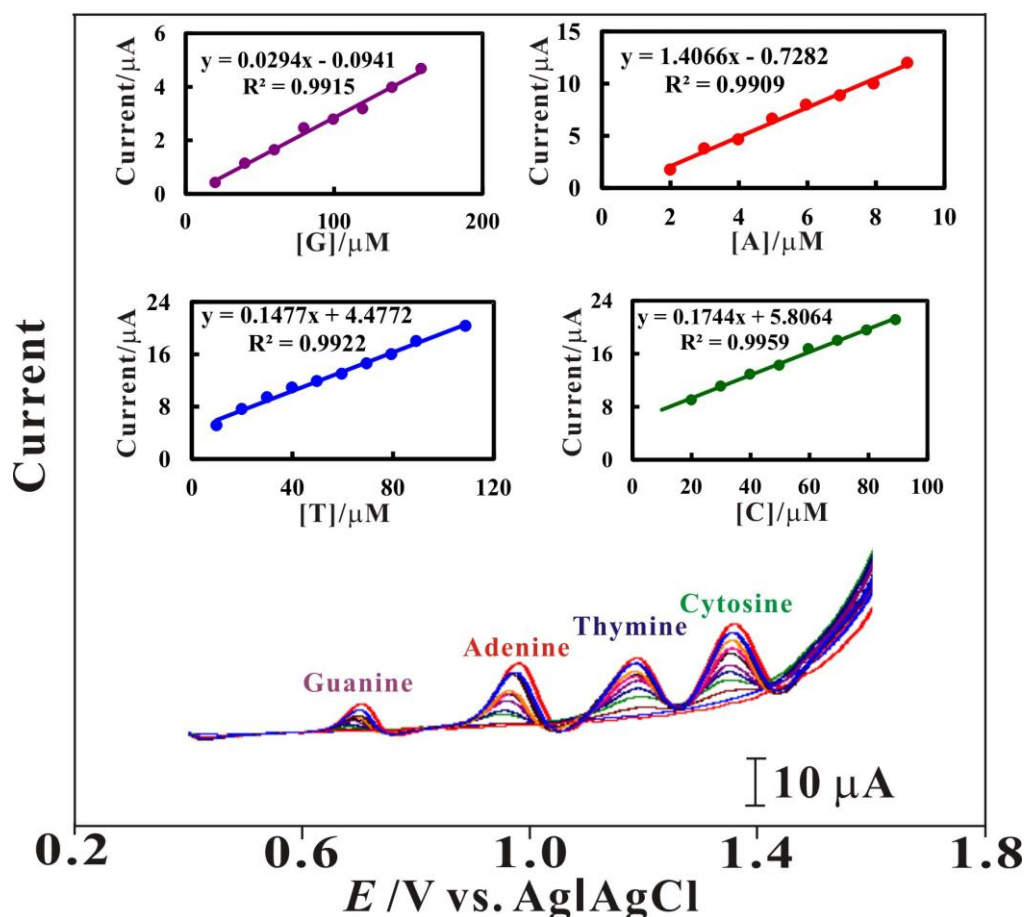 6
4
2
0
Current/μA
y = 0.0294x - 0.0941
R² = 0.9915
0 100 200
[G]/μM
15
10
5
0
Current/μA
y = 1.4066x - 0.7282
R² = 0.9909
0 2 4 6 8 10
[A]/μM
24
16
8
0
Current/μA
y = 0.1477x + 4.4772
R² = 0.9922
0 40 80 120
[T]/μM
24
16
8
0
Current/μA
y = 0.1744x + 5.8064
R² = 0.9959
0 20 40 60 80 100
[C]/μM
Current
Guanine
Adenine
Thymine
Cytosine
10 μA
0.2 0.6 1.0 1.4 1.8
E /V vs. Ag|AgCl